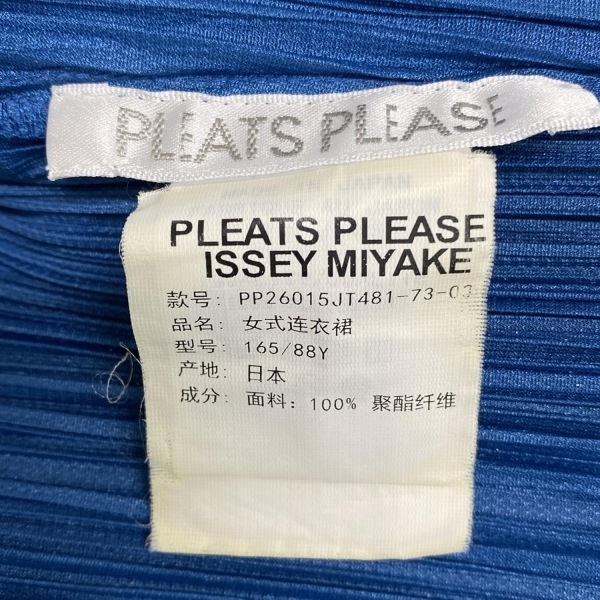 PLEATS PLEASE
PLEATS PLEASE
ISSEY MIYAKE
款号: PP26015JT481-73-03
品名: 女式连衣裙
型号: 165/88Y
产地: 日本
成分: 面料: 100% 聚酯纤维